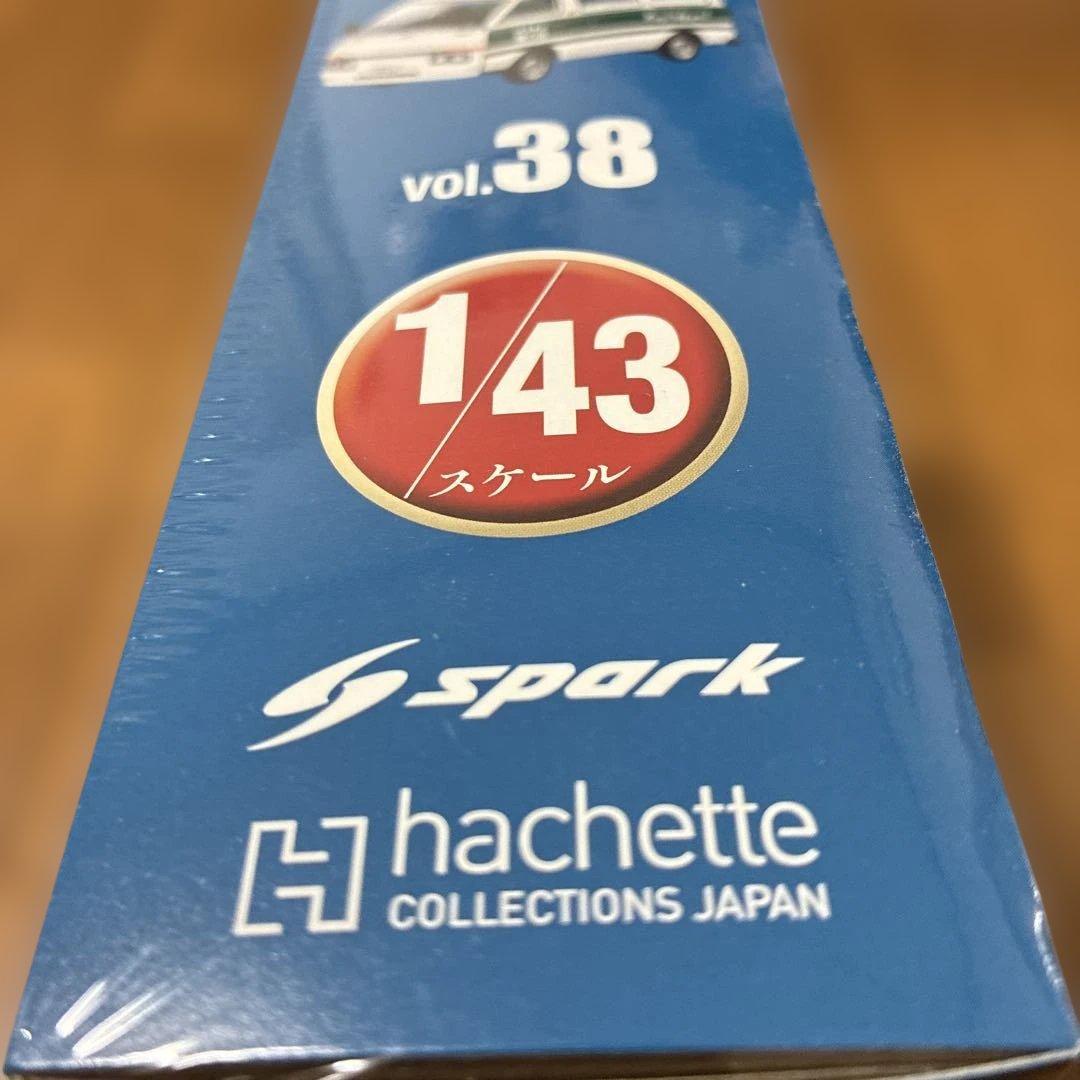 vol.38
1/43
スケール
spark
hachette
COLLECTIONS JAPAN